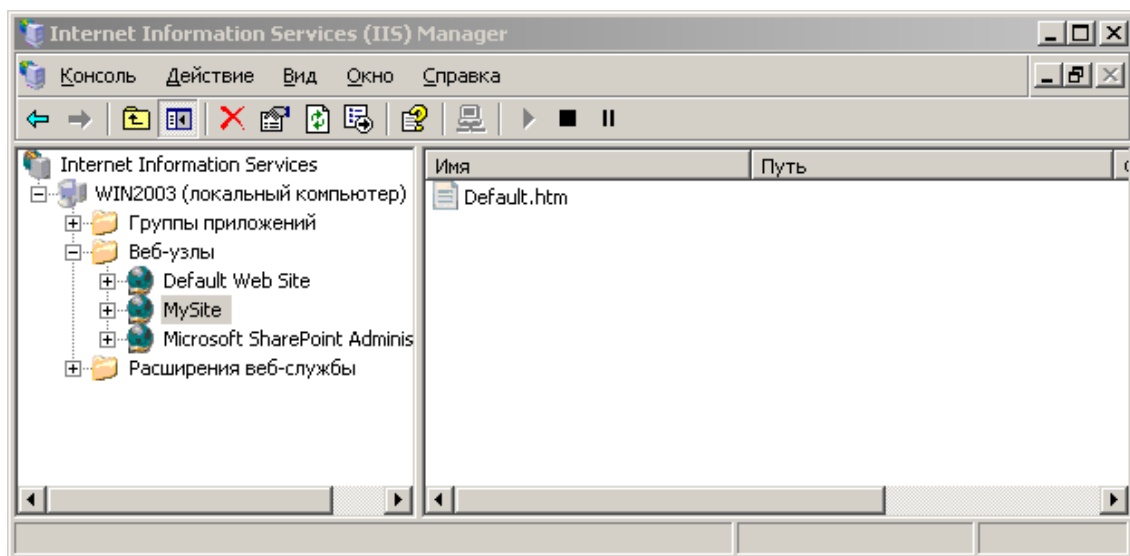 Internet Information Services (IIS) Manager
Консоль Действие Вид Окно Справка
Internet Information Services
WIN2003 (локальный компьютер)
Группы приложений
Веб-узлы
Default Web Site
MySite
Microsoft SharePoint Adminis
Расширения веб-службы
Имя Путь
Default.htm